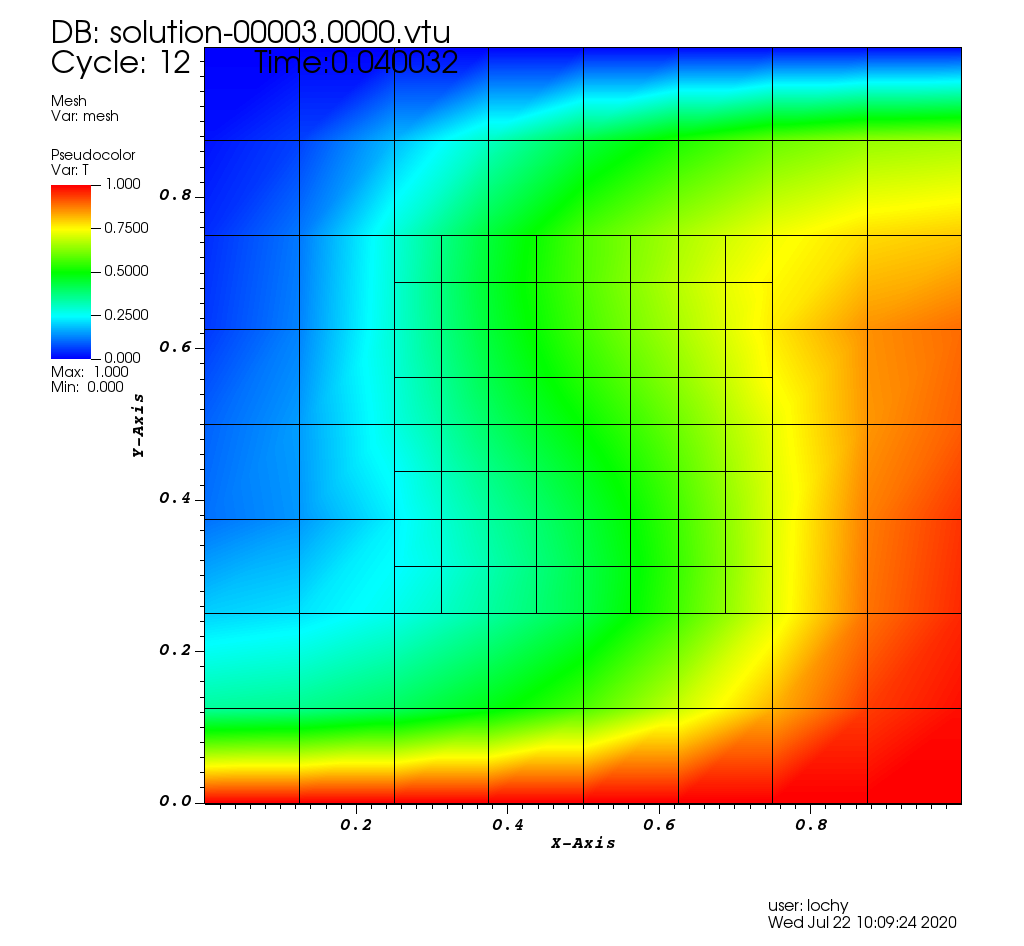 DB: solution-00003.0000.vtu
Cycle: 12 Time:0.040032
Mesh
Var: mesh
Pseudocolor
Var: T
1.000
0.7500
0.5000
0.2500
0.000
Max: 1.000
Min: 0.000
Y-Axis
0.8
0.6
0.4
0.2
0.0
0.2 0.4 0.6 0.8
X-Axis
user: lochy
Wed Jul 22 10:09:24 2020